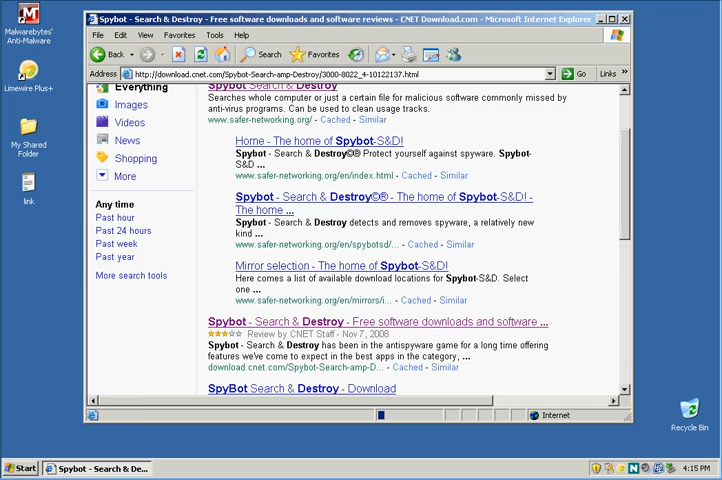 Malwarebytes'
Anti-Malware
Limewire Plus+
My Shared
Folder
link
Spybot - Search & Destroy - Free software downloads and software reviews - CNET Download.com - Microsoft Internet Explorer
File Edit View Favorites Tools Help
Back Search Favorites
Address http://download.cnet.com/Spybot-Search-amp-Destroy/3000-8022_4-10122137.html Go Links »
Everything
Images
Videos
News
Shopping
More
Any time
Past hour
Past 24 hours
Past week
Past year
More search tools
Spybot Search & Destroy
Searches whole computer or just a certain file for malicious software commonly missed by
anti-virus programs. Can be used to clean usage tracks.
www.safer-networking.org/ - Cached - Similar
Home - The home of Spybot-S&D!
Spybot - Search & Destroy©® Protect yourself against spyware. Spybot-
S&D ...
www.safer-networking.org/en/index.html - Cached - Similar
Spybot - Search & Destroy©® - The home of Spybot-S&D! -
The home ...
Spybot - Search & Destroy detects and removes spyware, a relatively new
kind ...
www.safer-networking.org/en/spybotsd/... - Cached - Similar
Mirror selection - The home of Spybot-S&D!
Here comes a list of available download locations for Spybot-S&D. Select
one ...
www.safer-networking.org/en/mirrors/i... - Cached - Similar
Spybot - Search & Destroy - Free software downloads and software ...
Review by CNET Staff - Nov 7, 2008
Spybot - Search & Destroy has been in the antispyware game for a long time offering
features we've come to expect in the best apps in the category, ...
download.cnet.com/Spybot-Search-amp-D... - Cached - Similar
SpyBot Search & Destroy - Download
Internet
Recycle Bin
Start Spybot - Search & De... 4:15 PM